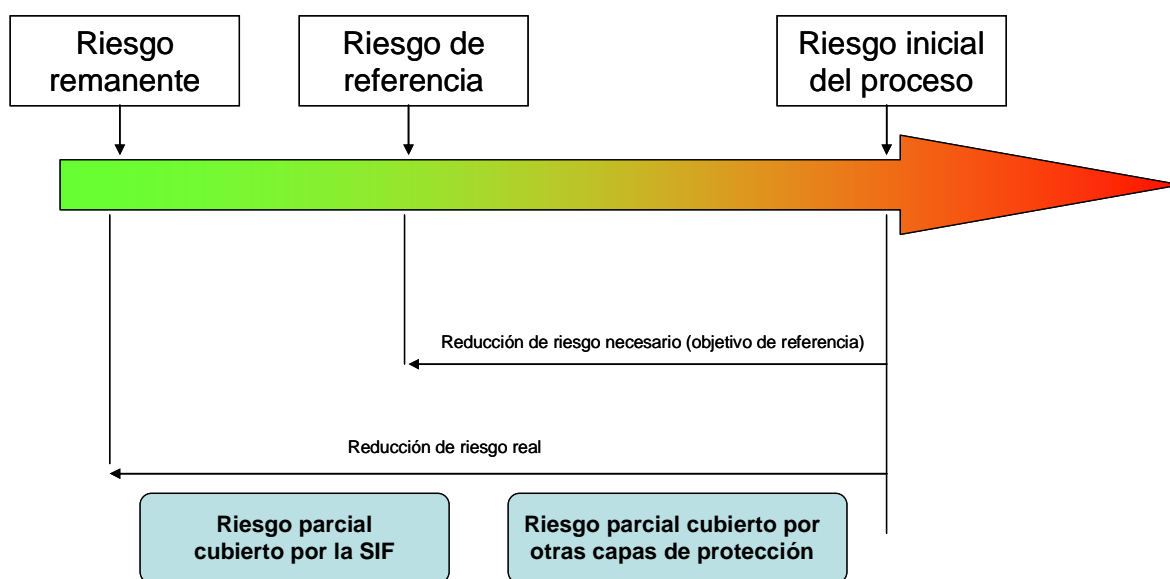 Riesgo
remanente
Riesgo de
referencia
Riesgo inicial
del proceso
Reducción de riesgo necesario (objetivo de referencia)
Reducción de riesgo real
Riesgo parcial
cubierto por la SIF
Riesgo parcial cubierto por
otras capas de protección